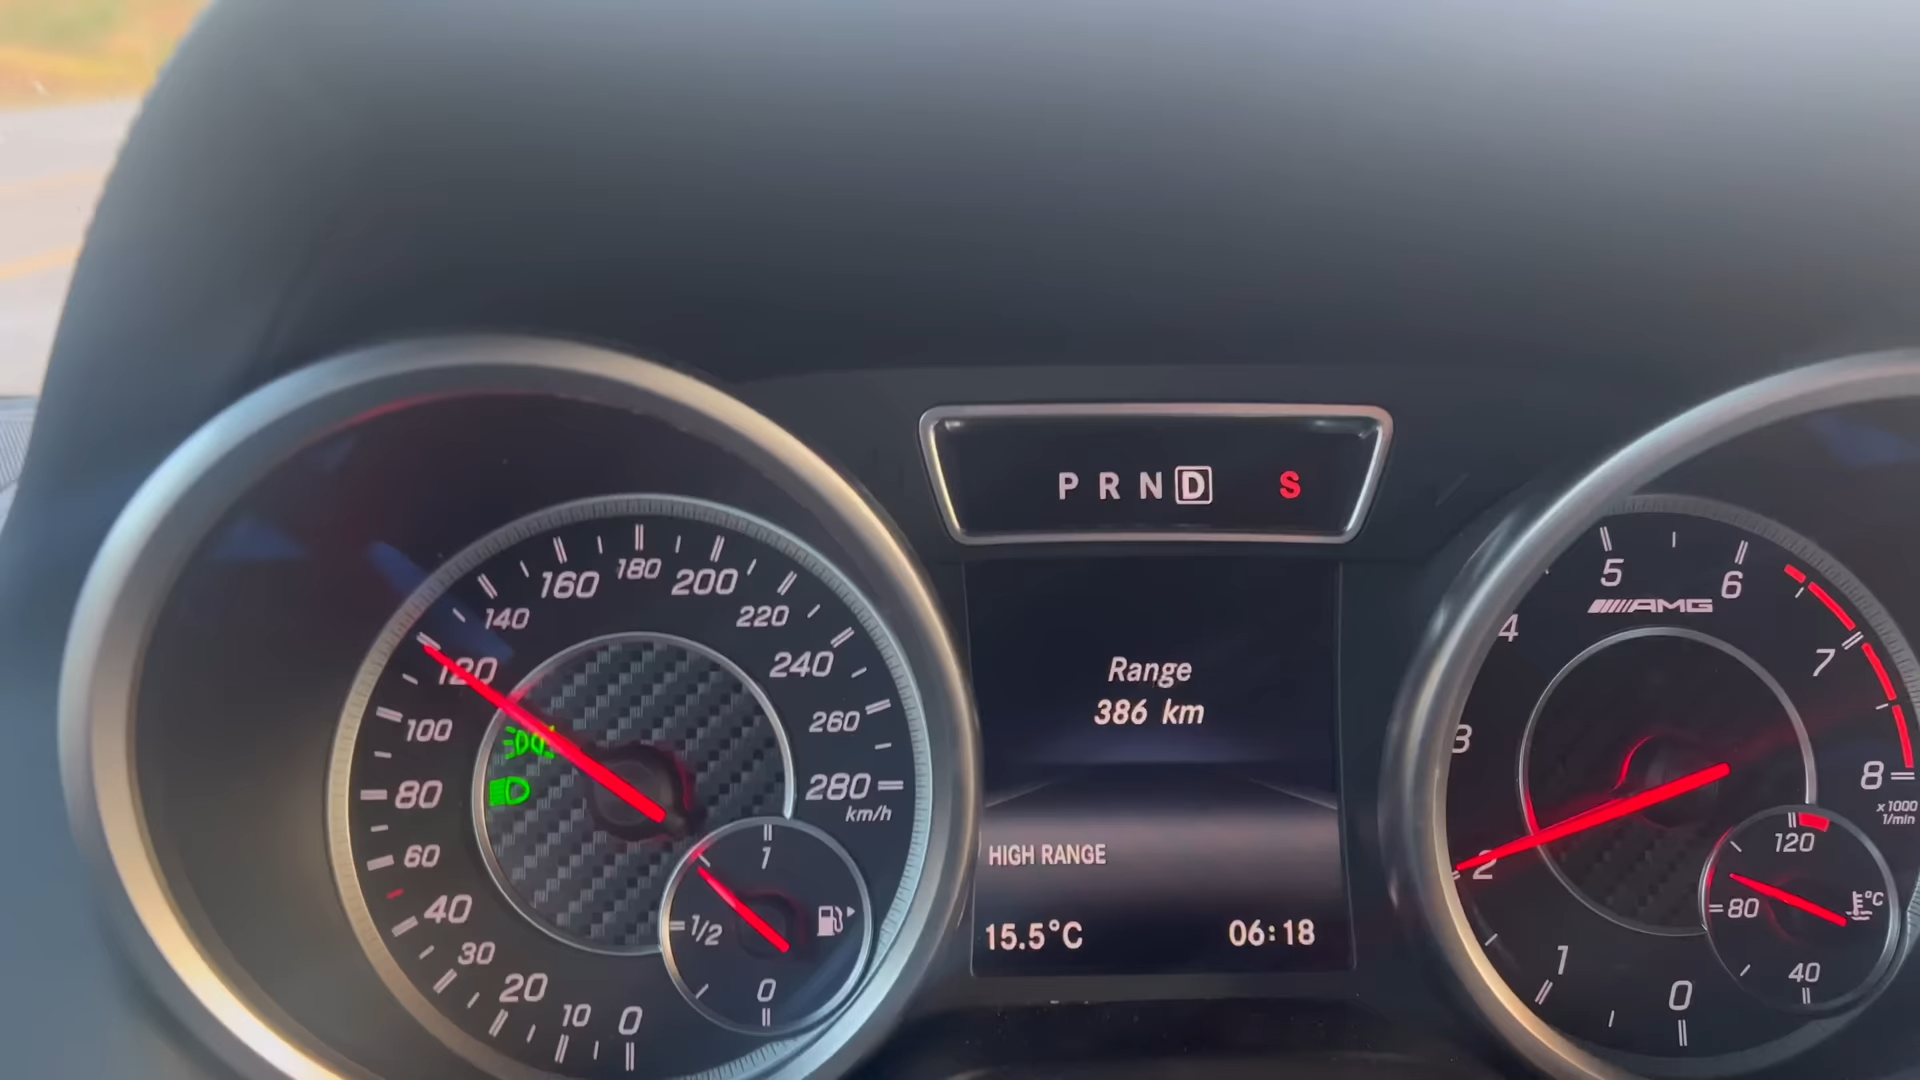 P R N D S
160 180 200
140 220
120 240
100 260
80 280
km/h
60
40
30
20
10 0
1
1/2
0
Range
386 km
HIGH RANGE
15.5°C 06:18
5 6
AMG
4
7
3
8
x1000
1/min
2
1
0
120
°C
80
40